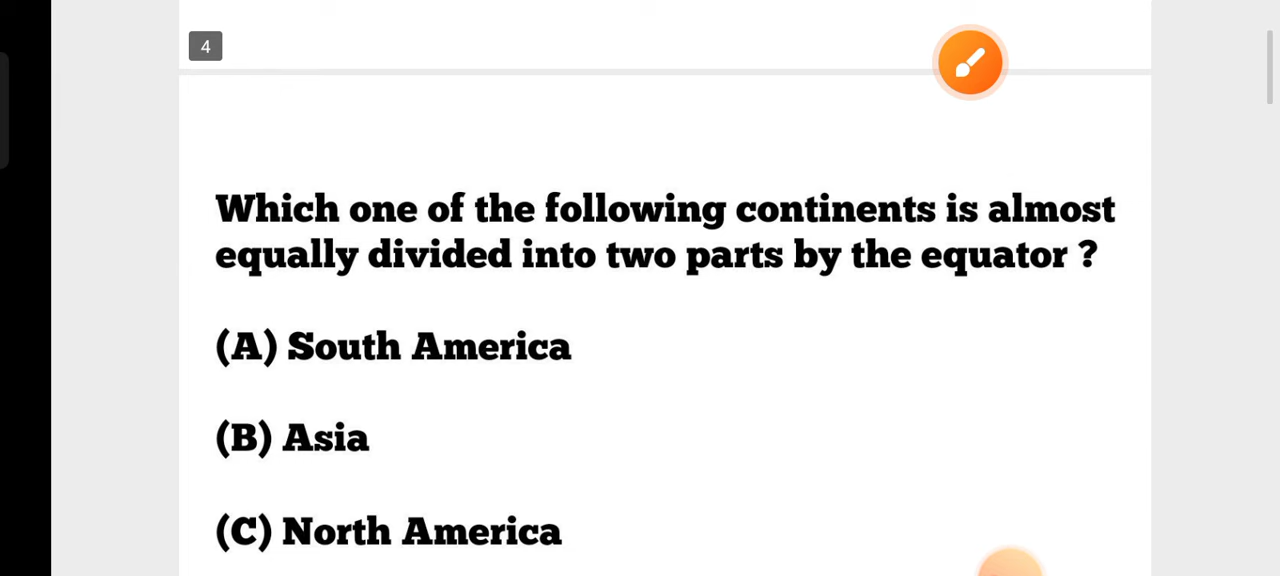 4
Which one of the following continents is almost
equally divided into two parts by the equator ?
(A) South America
(B) Asia
(C) North America